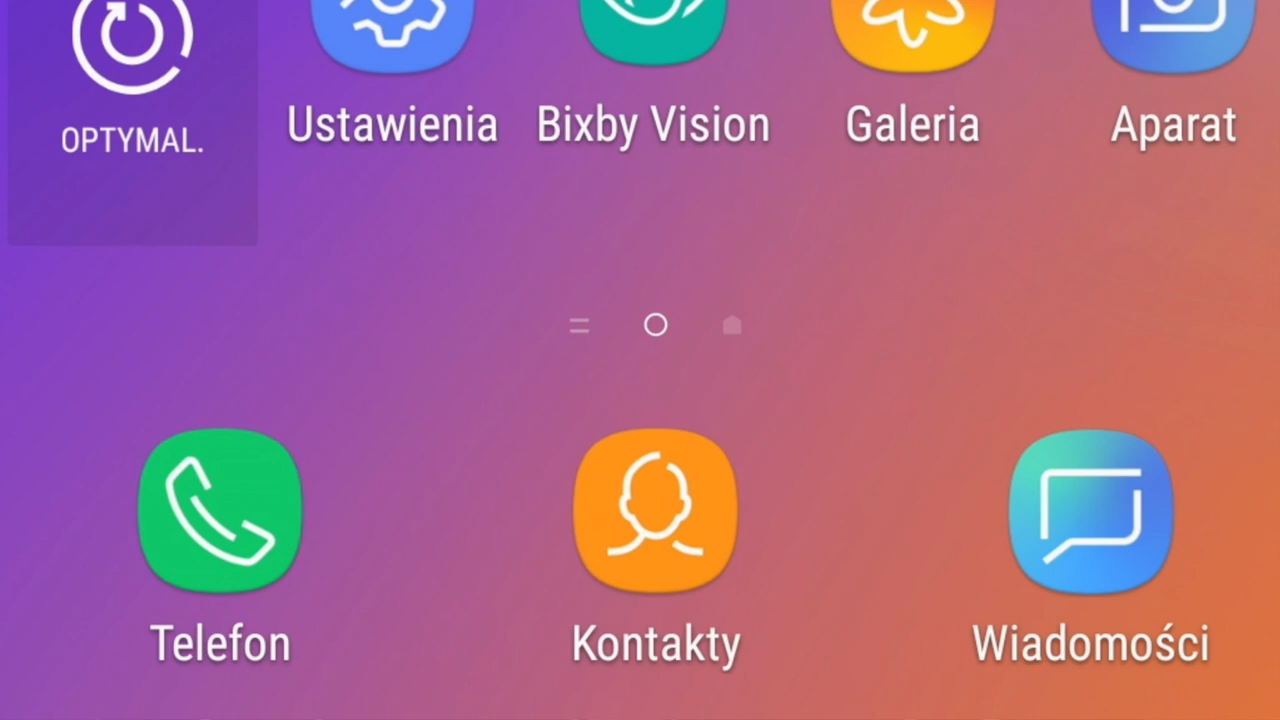 OPTYMAL.
Ustawienia
Bixby Vision
Galeria
Aparat
Telefon
Kontakty
Wiadomości